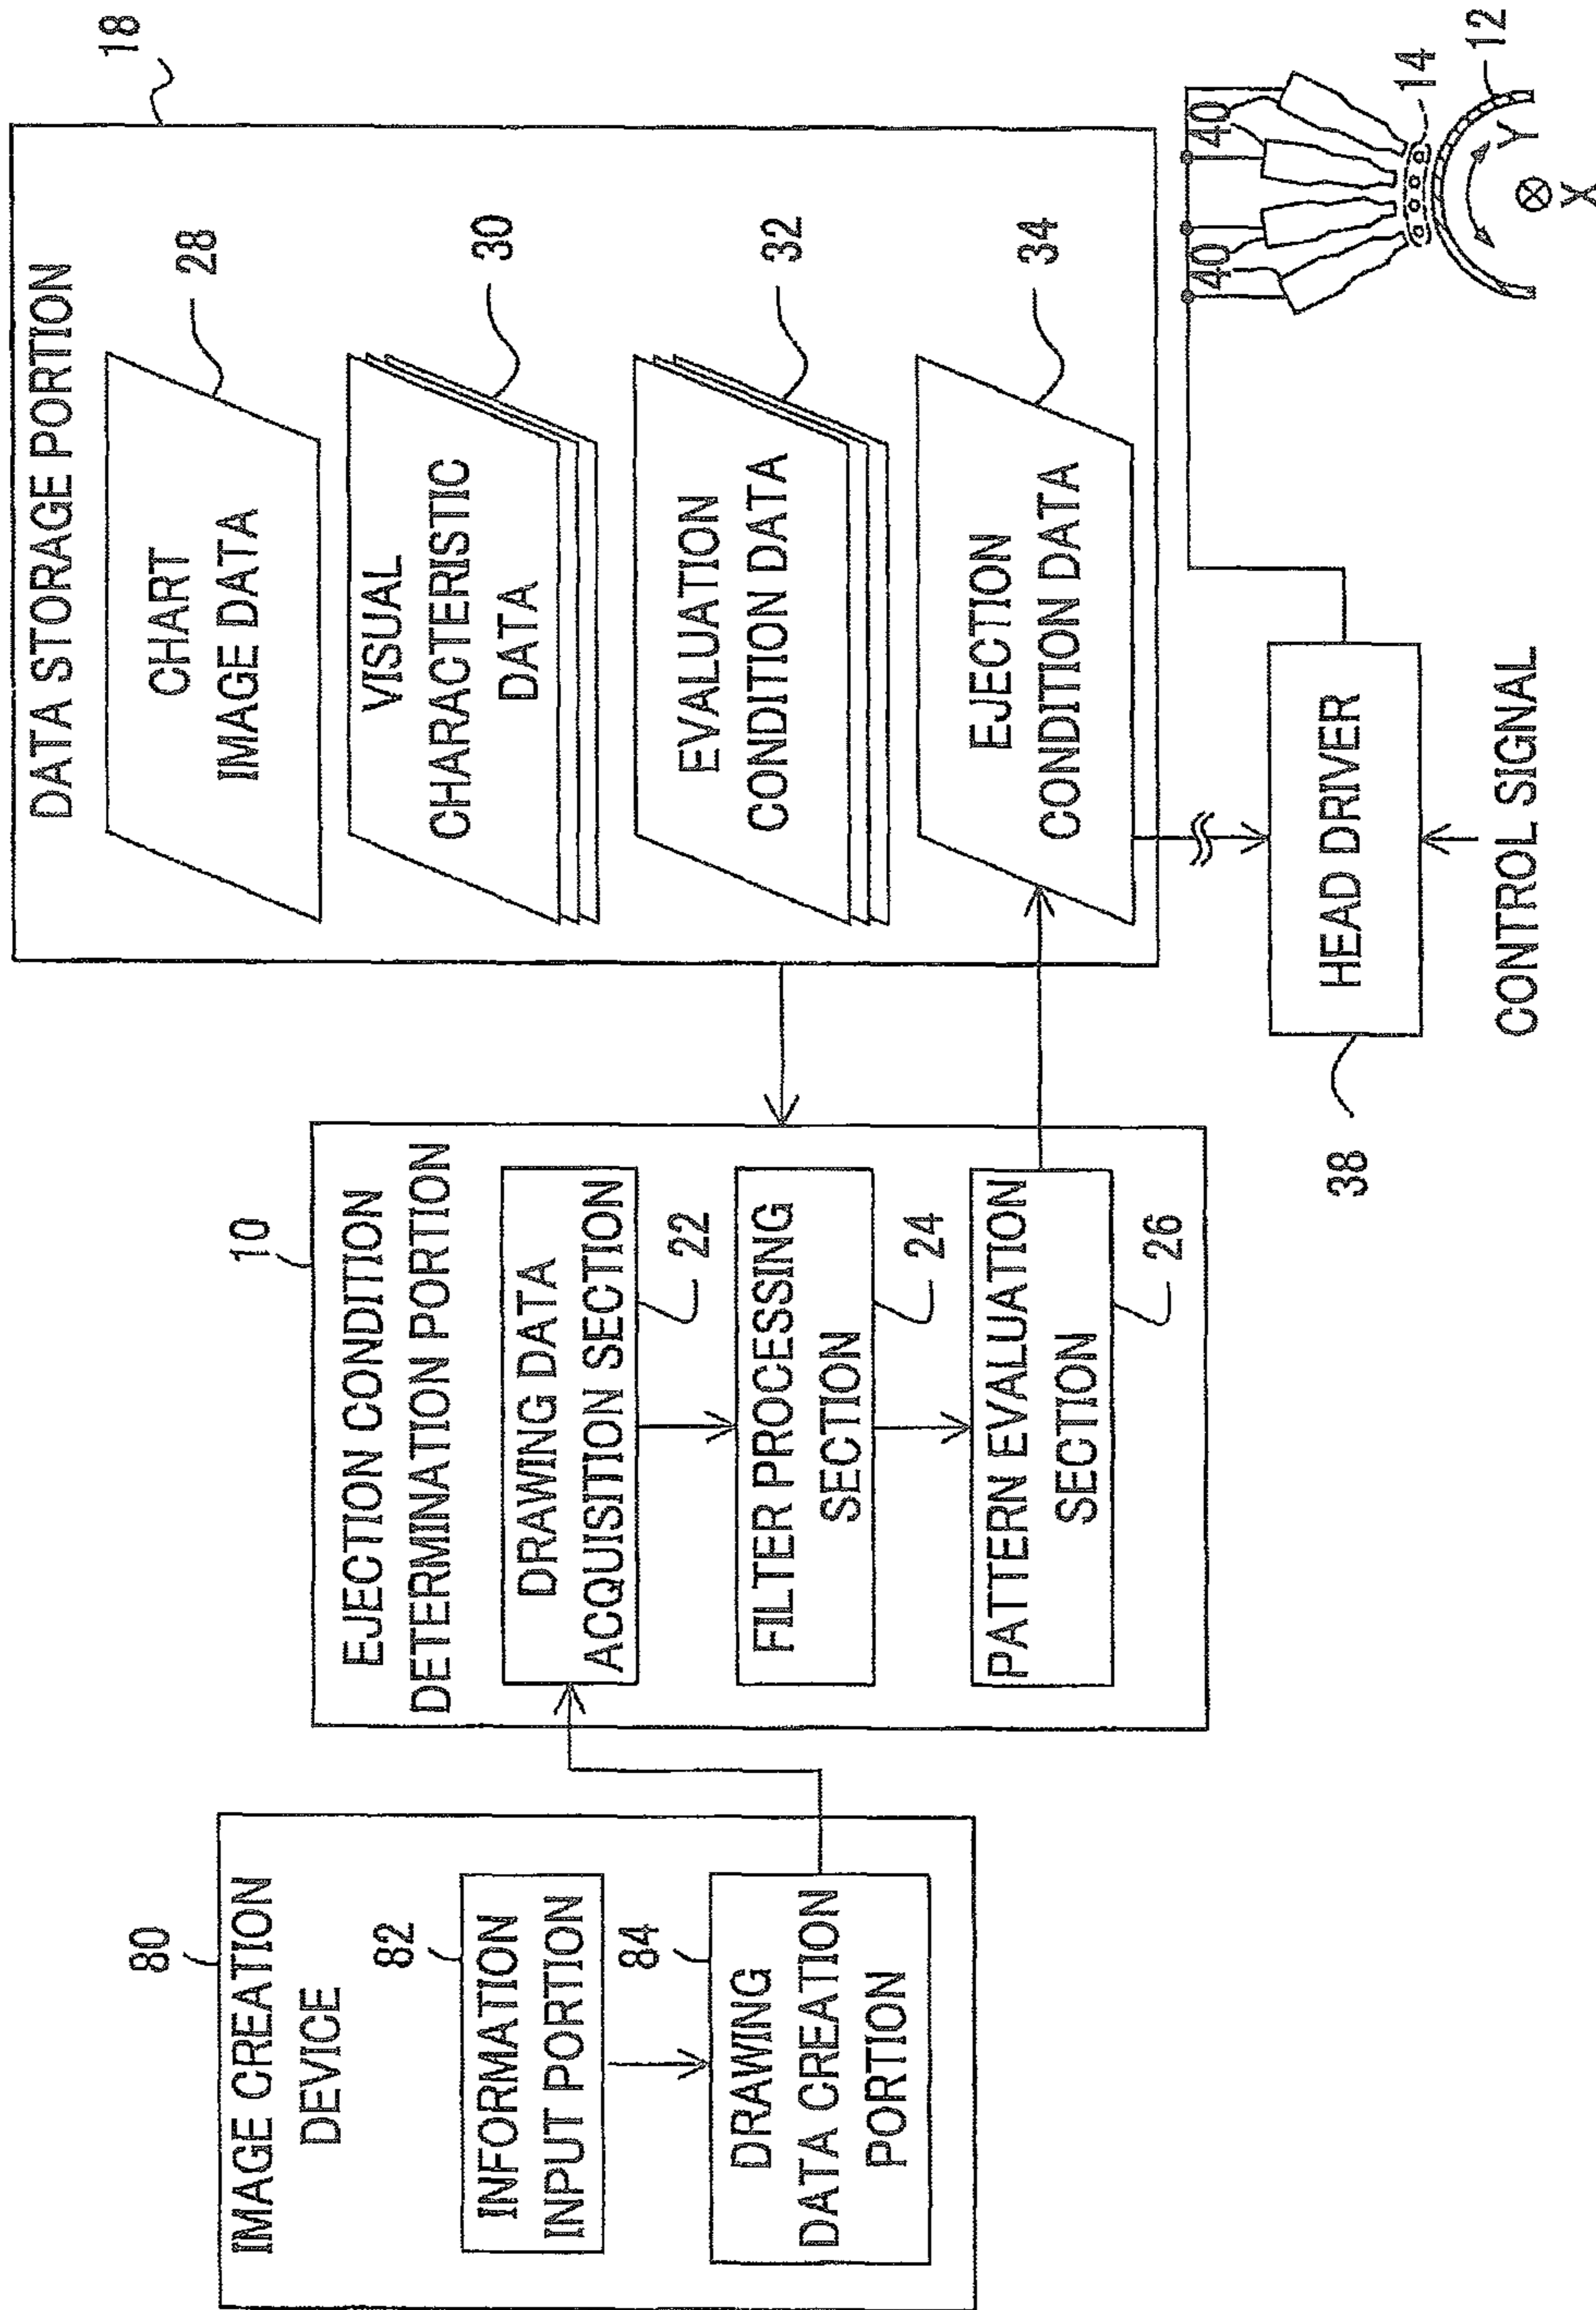 80
IMAGE CREATION
DEVICE
82
INFORMATION
INPUT PORTION
84
DRAWING
DATA CREATION
PORTION
10
EJECTION CONDITION
DETERMINATION PORTION
DRAWING DATA
ACQUISITION SECTION
22
FILTER PROCESSING
SECTION
24
PATTERN EVALUATION
SECTION
26
18
DATA STORAGE PORTION
CHART
IMAGE DATA
28
VISUAL
CHARACTERISTIC
DATA
30
EVALUATION
CONDITION DATA
32
EJECTION
CONDITION DATA
34
38
HEAD DRIVER
CONTROL SIGNAL
40
40
14
12
Y
X